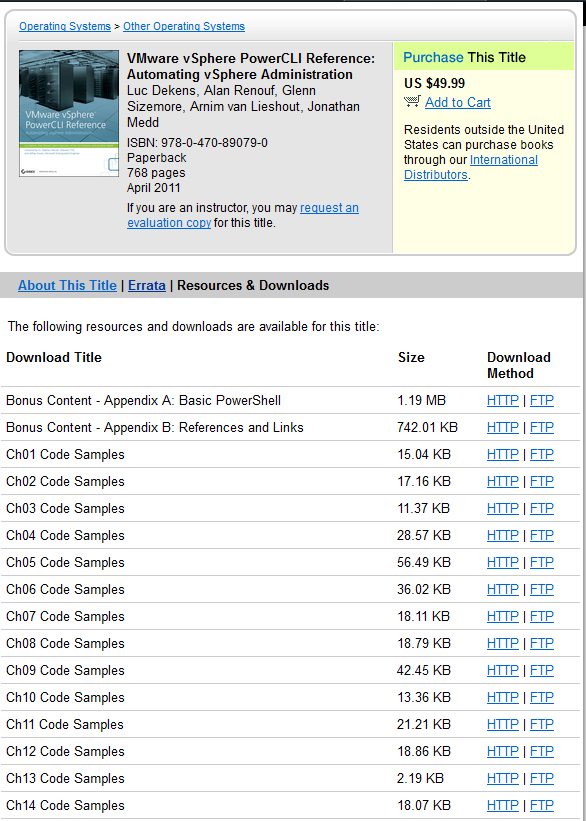 Operating Systems > Other Operating Systems
VMware vSphere
PowerCLI Reference
VMware vSphere PowerCLI Reference:
Automating vSphere Administration
Luc Dekens, Alan Renouf, Glenn
Sizemore, Arnim van Lieshout, Jonathan
Medd
ISBN: 978-0-470-89079-0
Paperback
768 pages
April 2011
If you are an instructor, you may request an
evaluation copy for this title.
Purchase This Title
US $49.99
Add to Cart
Residents outside the United
States can purchase books
through our International
Distributors.
About This Title | Errata | Resources & Downloads
The following resources and downloads are available for this title:
Download Title Size Download
Method
Bonus Content - Appendix A: Basic PowerShell 1.19 MB HTTP | FTP
Bonus Content - Appendix B: References and Links 742.01 KB HTTP | FTP
Ch01 Code Samples 15.04 KB HTTP | FTP
Ch02 Code Samples 17.16 KB HTTP | FTP
Ch03 Code Samples 11.37 KB HTTP | FTP
Ch04 Code Samples 28.57 KB HTTP | FTP
Ch05 Code Samples 56.49 KB HTTP | FTP
Ch06 Code Samples 36.02 KB HTTP | FTP
Ch07 Code Samples 18.11 KB HTTP | FTP
Ch08 Code Samples 18.79 KB HTTP | FTP
Ch09 Code Samples 42.45 KB HTTP | FTP
Ch10 Code Samples 13.36 KB HTTP | FTP
Ch11 Code Samples 21.21 KB HTTP | FTP
Ch12 Code Samples 18.86 KB HTTP | FTP
Ch13 Code Samples 2.19 KB HTTP | FTP
Ch14 Code Samples 18.07 KB HTTP | FTP